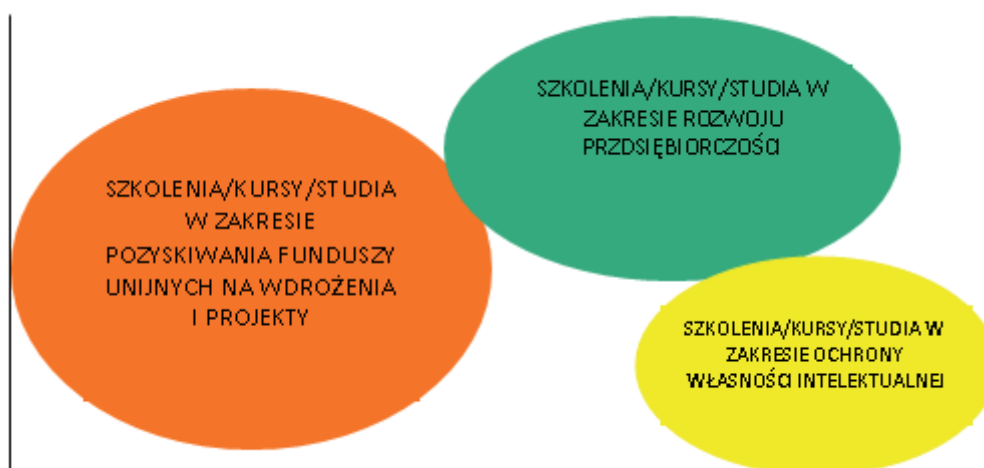 SZKOLENIA/KURSY/STUDIA
W ZAKRESIE
POZYSKIWANIA FUNDUSZY
UNIJNYCH NA WDROŻENIA
I PROJEKTY
SZKOLENIA/KURSY/STUDIA W
ZAKRESIE ROZWOJU
PRZDSIĘBIORCZOŚCI
SZKOLENIA/KURSY/STUDIA W
ZAKRESIE OCHRONY
WŁASNOŚCI INTELEKTUALNEJ